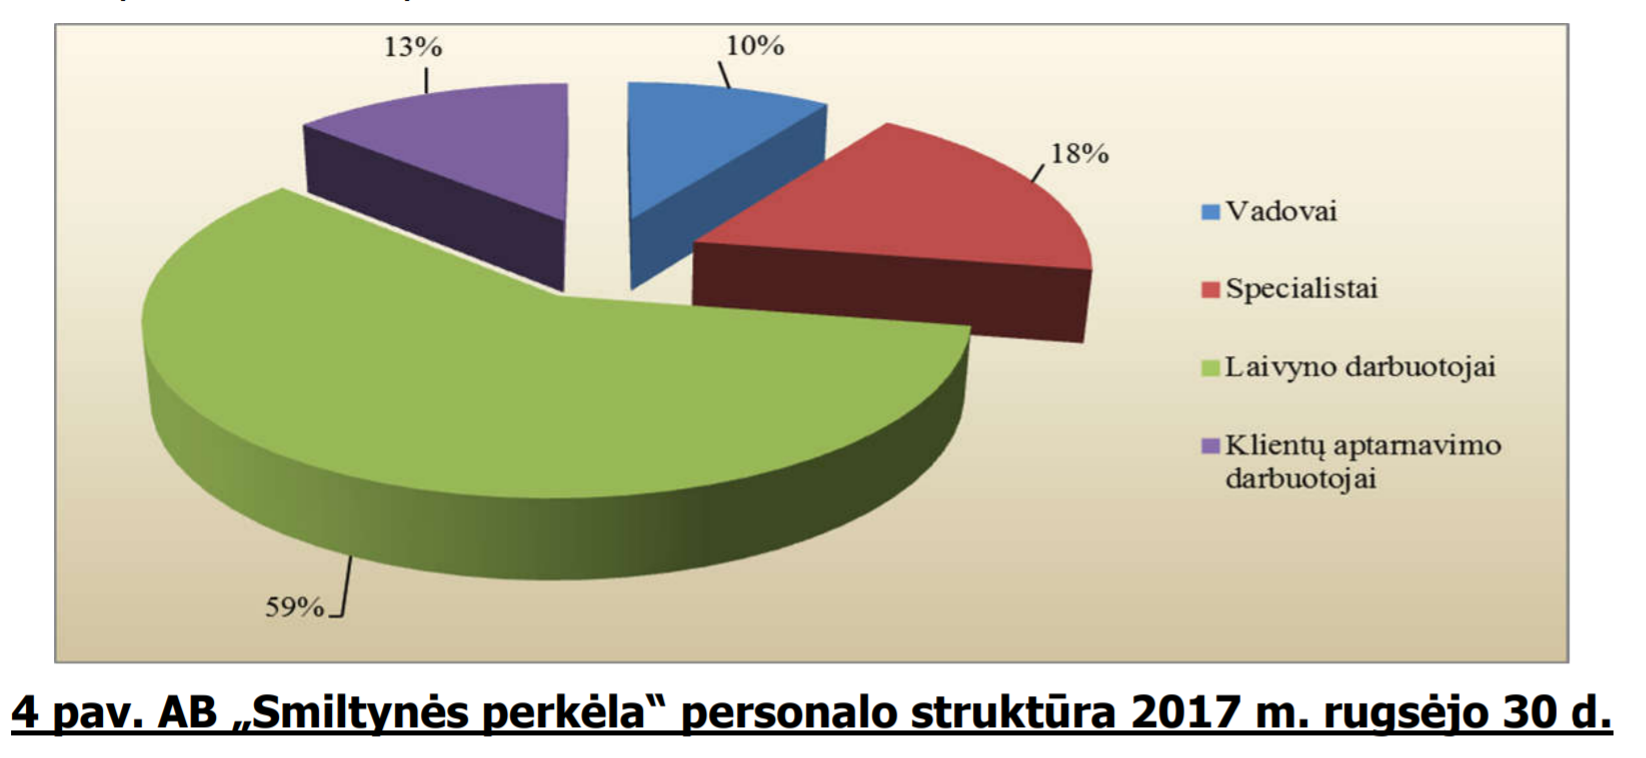 13%
10%
18%
59%
Vadovai
Specialistai
Laivyno darbuotojai
Klientų aptarnavimo
darbuotojai
4 pav. AB „Smiltynės perkėla“ personalo struktūra 2017 m. rugsėjo 30 d.